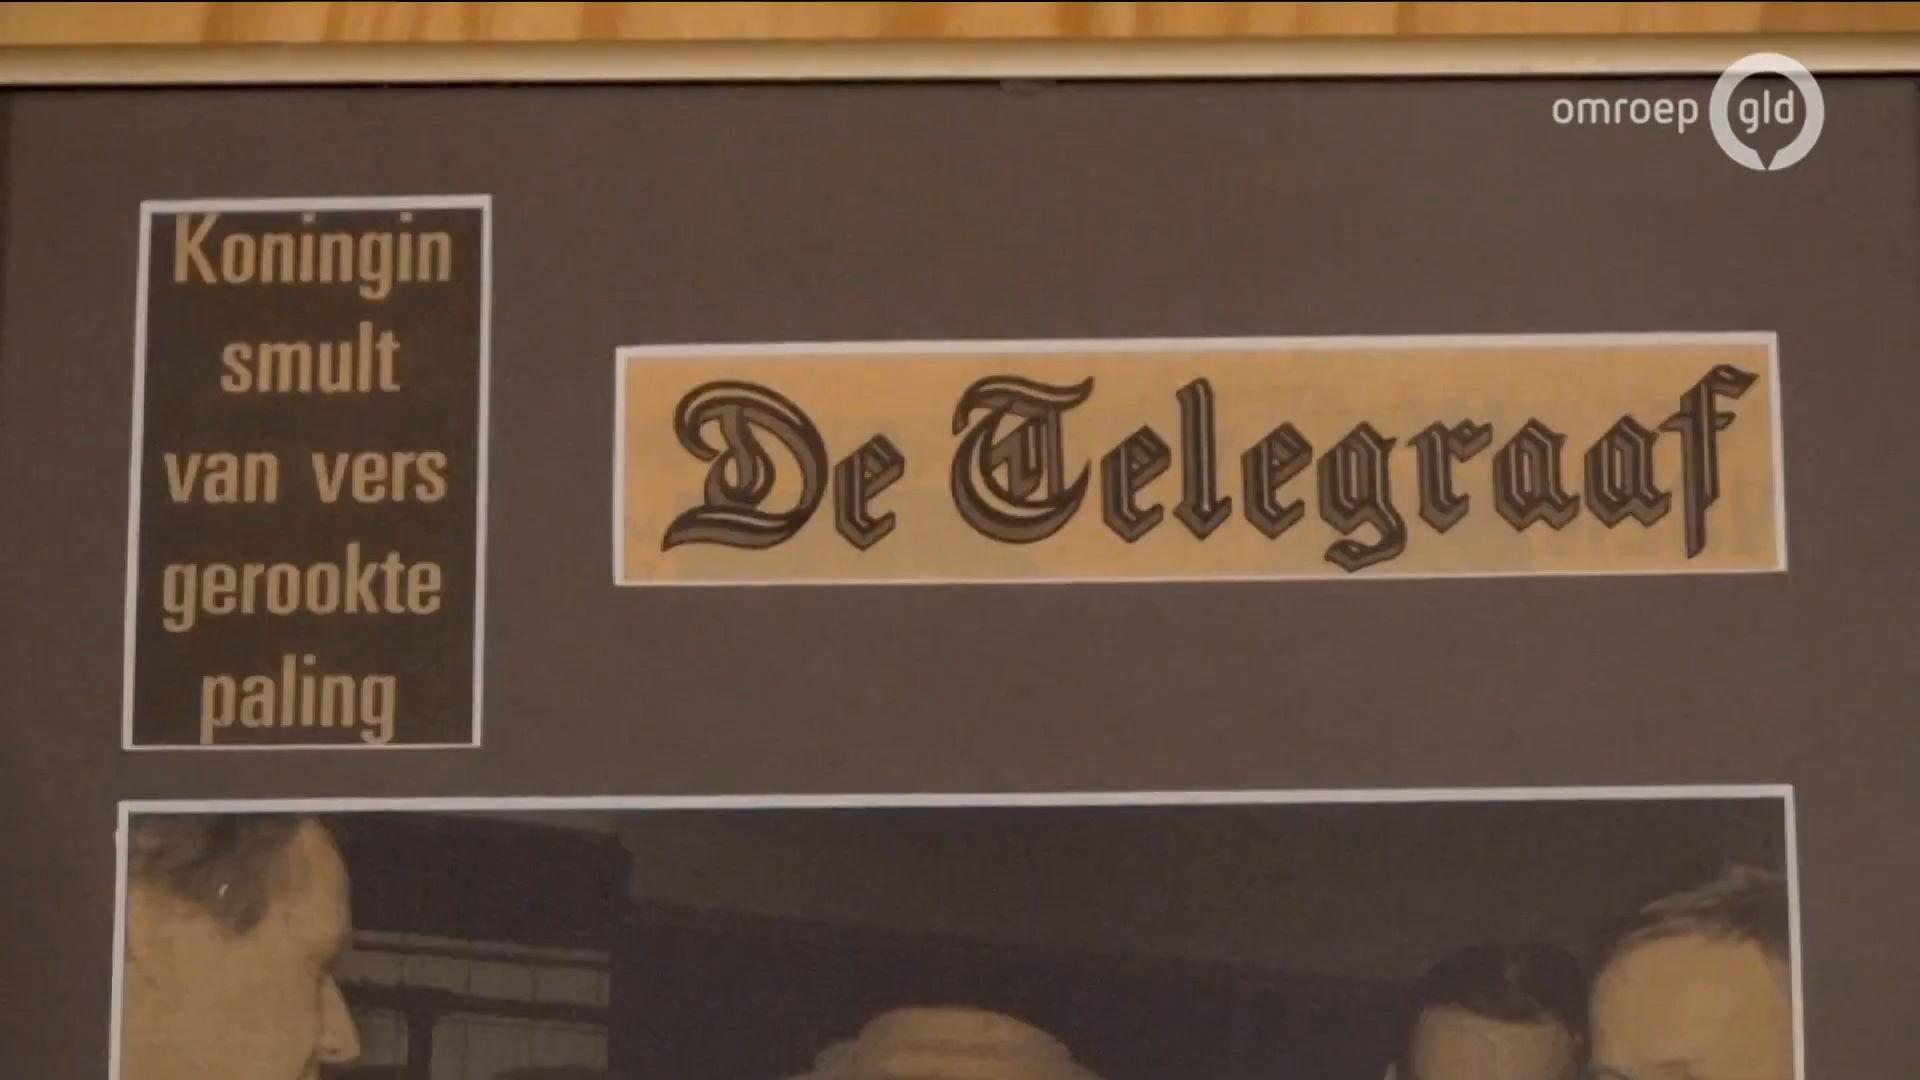 omroep gld
Koningin
smult
van vers
gerookte
paling
De Telegraaf